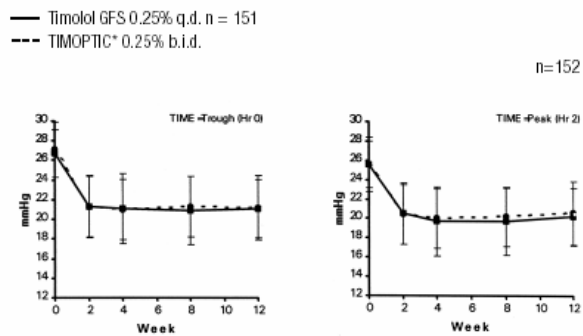 Timolol GFS 0.25% q.d. n = 151
TIMOPTIC* 0.25% b.i.d.
n=152
TIME=Trough (Hr 0)
30
28
26
24
22
20
18
16
14
12
mmHg
0 2 4 6 8 10 12
Week
TIME=Peak (Hr 2)
30
28
26
24
22
20
18
16
14
12
mmHg
0 2 4 6 8 10 12
Week